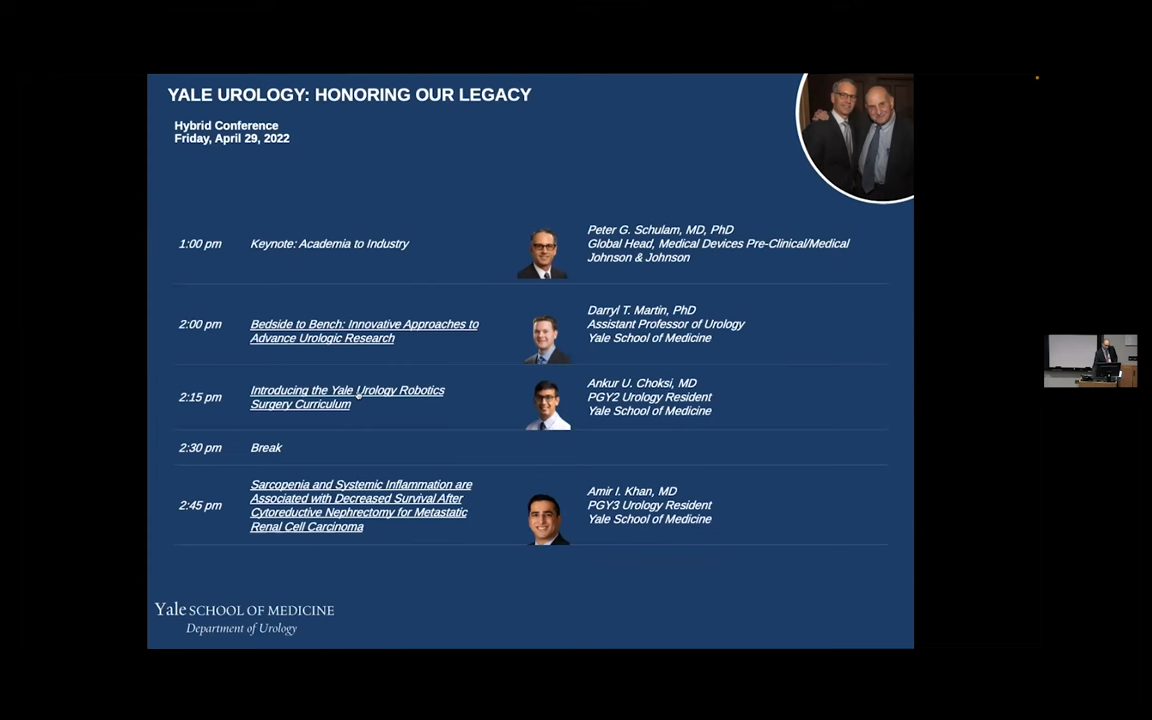 YALE UROLOGY: HONORING OUR LEGACY
Hybrid Conference
Friday, April 29, 2022
1:00 pm
Keynote: Academia to Industry
Peter G. Schulam, MD, PhD
Global Head, Medical Devices Pre-Clinical/Medical
Johnson & Johnson
2:00 pm
Bedside to Bench: Innovative Approaches to
Advance Urologic Research
Darryl T. Martin, PhD
Assistant Professor of Urology
Yale School of Medicine
2:15 pm
Introducing the Yale Urology Robotics
Surgery Curriculum
Ankur U. Choksi, MD
PGY2 Urology Resident
Yale School of Medicine
2:30 pm
Break
2:45 pm
Sarcopenia and Systemic Inflammation are
Associated with Decreased Survival After
Cytoreductive Nephrectomy for Metastatic
Renal Cell Carcinoma
Amir I. Khan, MD
PGY3 Urology Resident
Yale School of Medicine
Yale SCHOOL OF MEDICINE
Department of Urology